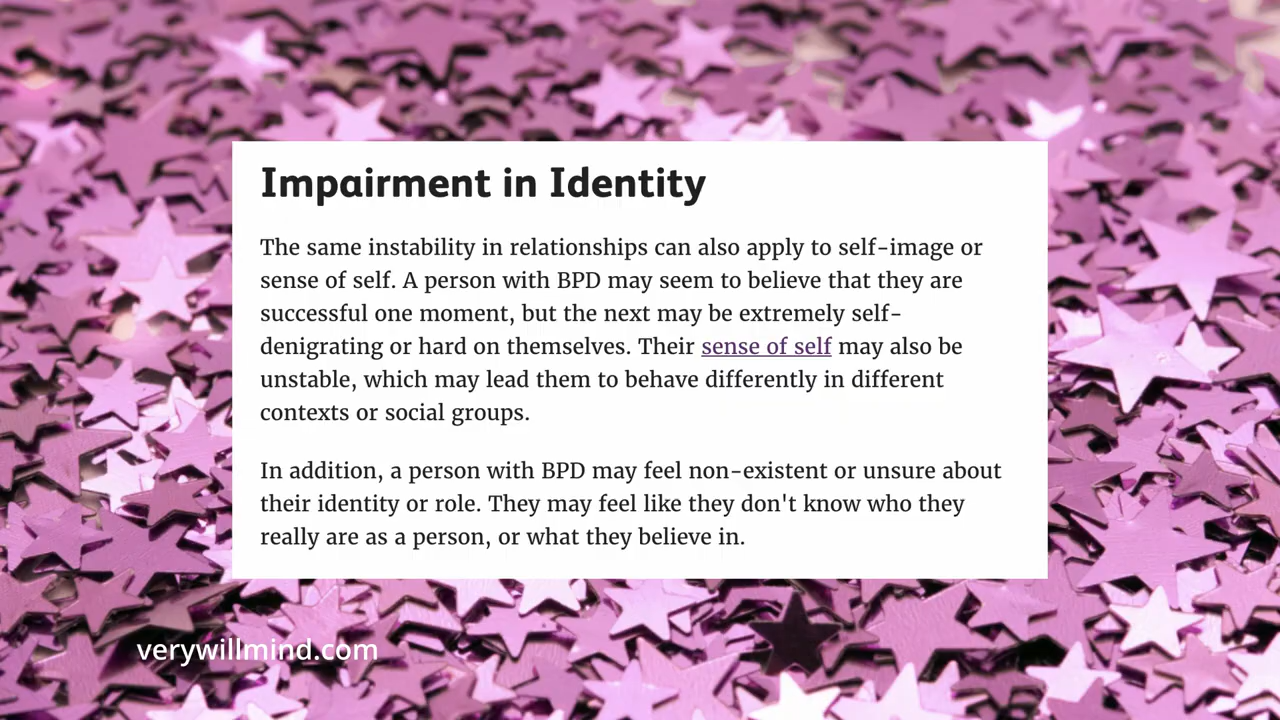 Impairment in Identity
The same instability in relationships can also apply to self-image or
sense of self. A person with BPD may seem to believe that they are
successful one moment, but the next may be extremely self-
denigrating or hard on themselves. Their sense of self may also be
unstable, which may lead them to behave differently in different
contexts or social groups.
In addition, a person with BPD may feel non-existent or unsure about
their identity or role. They may feel like they don't know who they
really are as a person, or what they believe in.
verywillmind.com